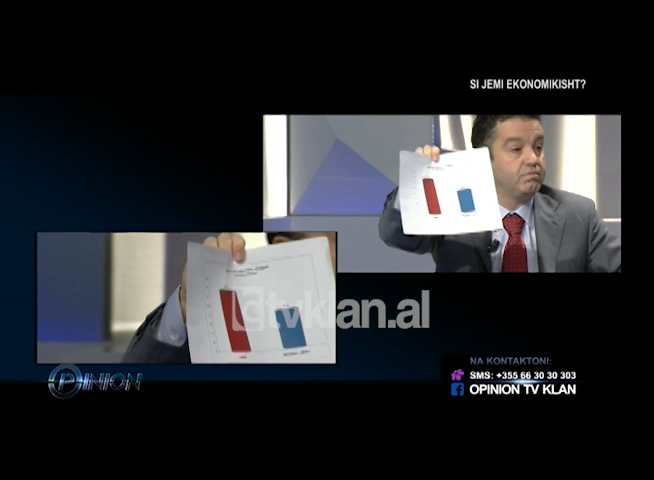 SI JEMI EKONOMIKISHT?
tvklan.al
OPINION
NA KONTAKTONI:
SMS: +355 66 30 30 303
OPINION TV KLAN